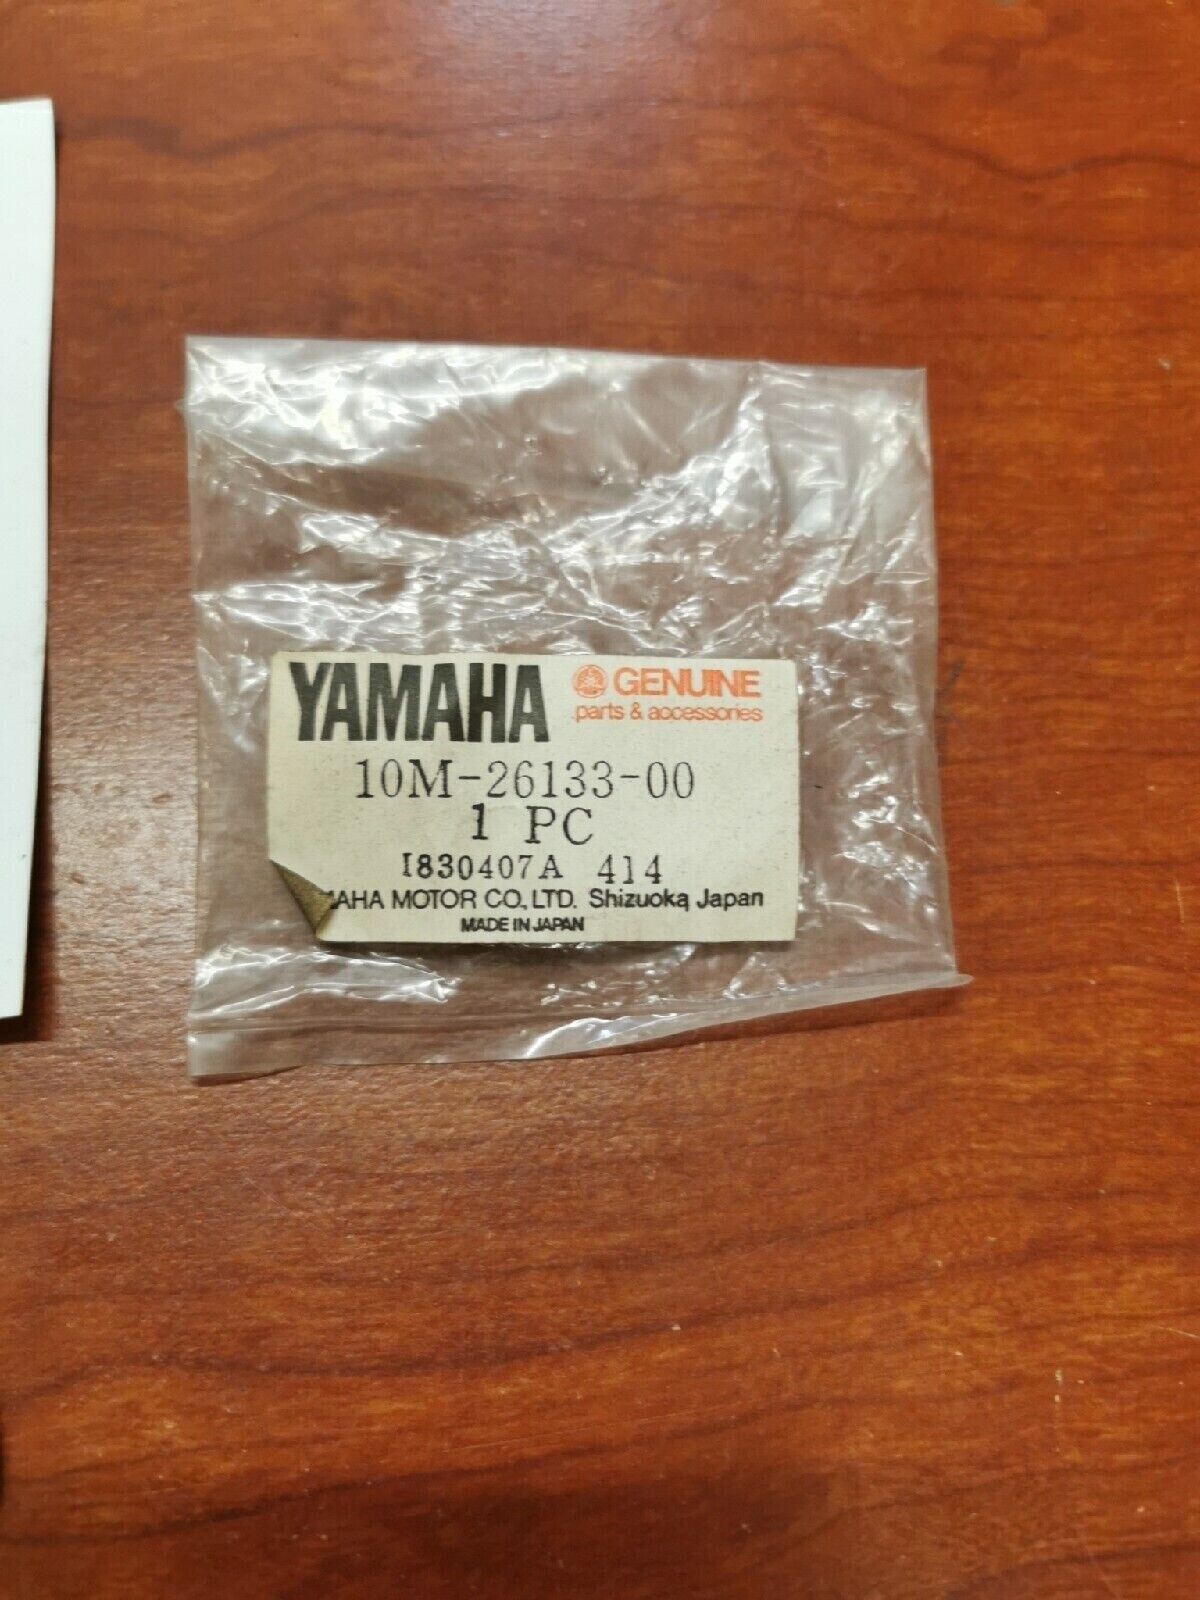 YAMAHA GENUINE
parts & accessories
10M-26133-00
1 PC
I830407A 414
AHA MOTOR CO., LTD. Shizuoka Japan
MADE IN JAPAN